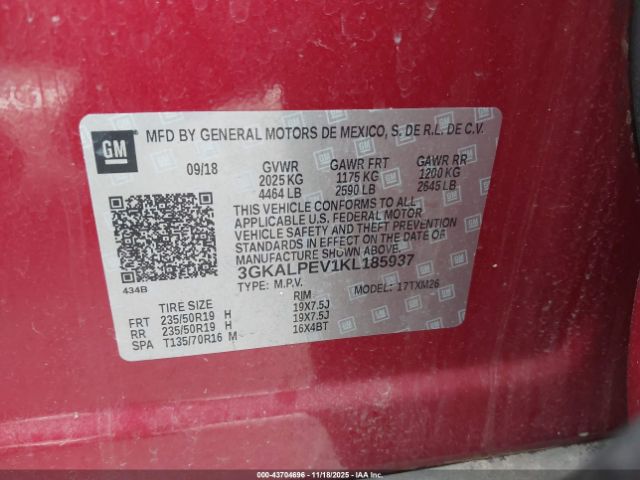 GM MFD BY GENERAL MOTORS DE MEXICO, S. DE R.L. DE C.V.
09/18 GVWR GAWR FRT GAWR RR
2025 KG 1175 KG 1200 KG
4464 LB 2590 LB 2645 LB
THIS VEHICLE CONFORMS TO ALL
APPLICABLE U.S. FEDERAL MOTOR
VEHICLE SAFETY AND THEFT PREVENTION
STANDARDS IN EFFECT ON THE DATE OF
MANUFACTURE SHOWN ABOVE.
3GKALPEV1KL185937
434B TYPE: M.P.V. MODEL: 17TXM26
TIRE SIZE RIM
FRT 235/50R19 H 19X7.5J
RR 235/50R19 H 19X7.5J
SPA T135/70R16 M 16X4BT
000-43704696 - 11/18/2025 - IAAI.COM